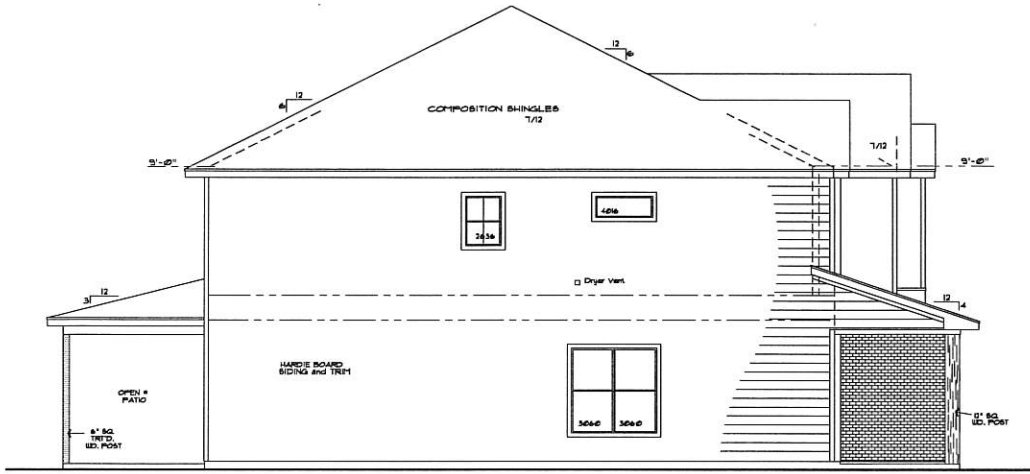 12
6
12
6
COMPOSITION SHINGLES
7/12
7/12
9'-0"
9'-0"
4016
2636
Dryer Vent
12
3
12
4
HARDIE BOARD
SIDING and TRIM
OPEN #
PATIO
6" SQ.
TRT'D.
WD. POST
3060
3060
12" SQ.
WD. POST